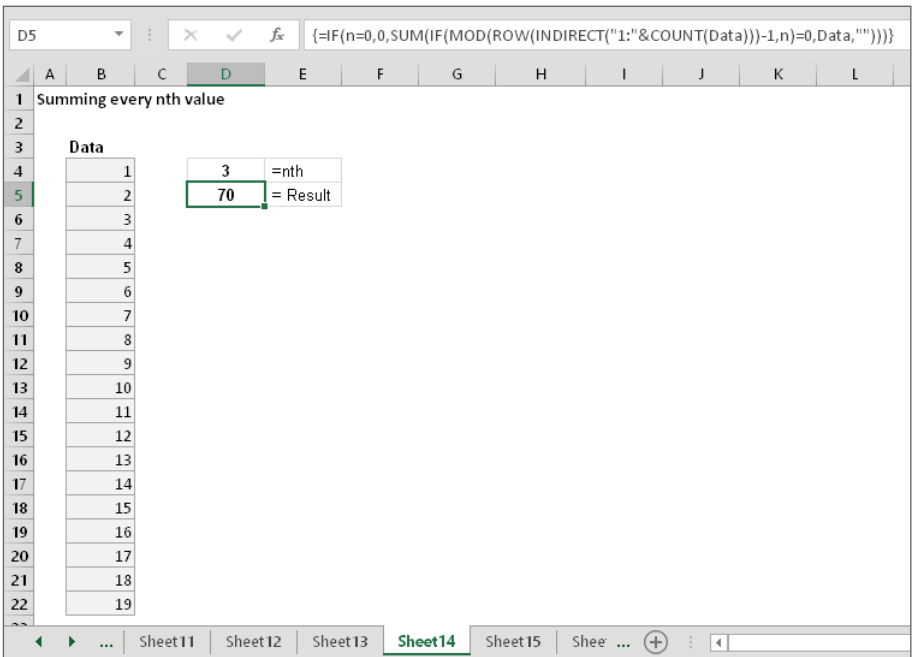 D5 fx {=IF(n=0,0,SUM(IF(MOD(ROW(INDIRECT("1:"&COUNT(Data)))-1,n)=0,Data,"")))}
A B C D E F G H I J K L
1 Summing every nth value
2
3 Data
4 1 3 =nth
5 2 70 = Result
6 3
7 4
8 5
9 6
10 7
11 8
12 9
13 10
14 11
15 12
16 13
17 14
18 15
19 16
20 17
21 18
22 19
... Sheet11 Sheet12 Sheet13 Sheet14 Sheet15 Shee ...